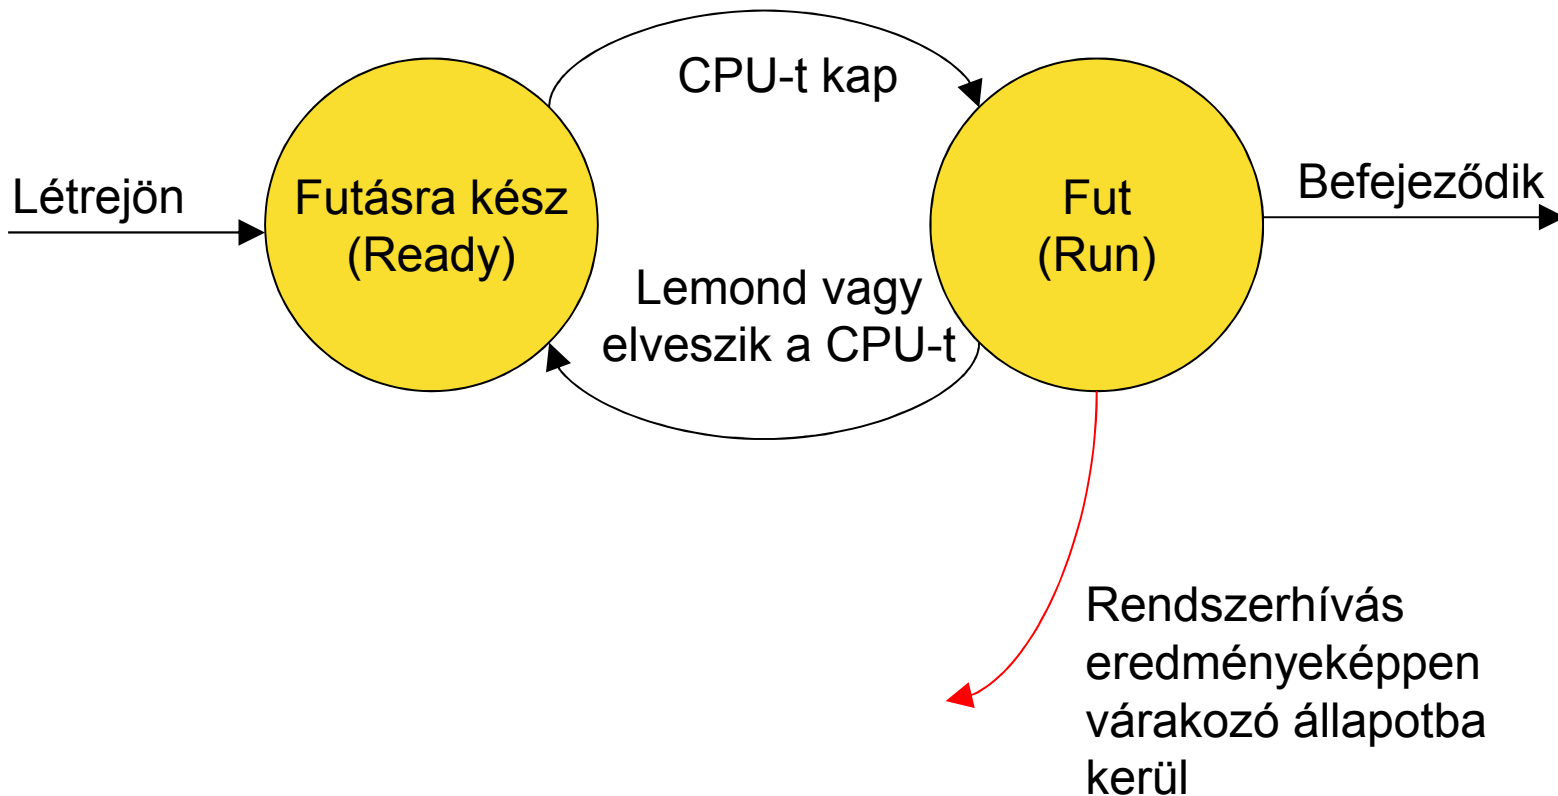 CPU-t kap
Létrejön
Futásra kész
(Ready)
Fut
(Run)
Befejeződik
Lemond vagy
elveszik a CPU-t
Rendszerhívás
eredményeképpen
várakozó állapotba
kerül